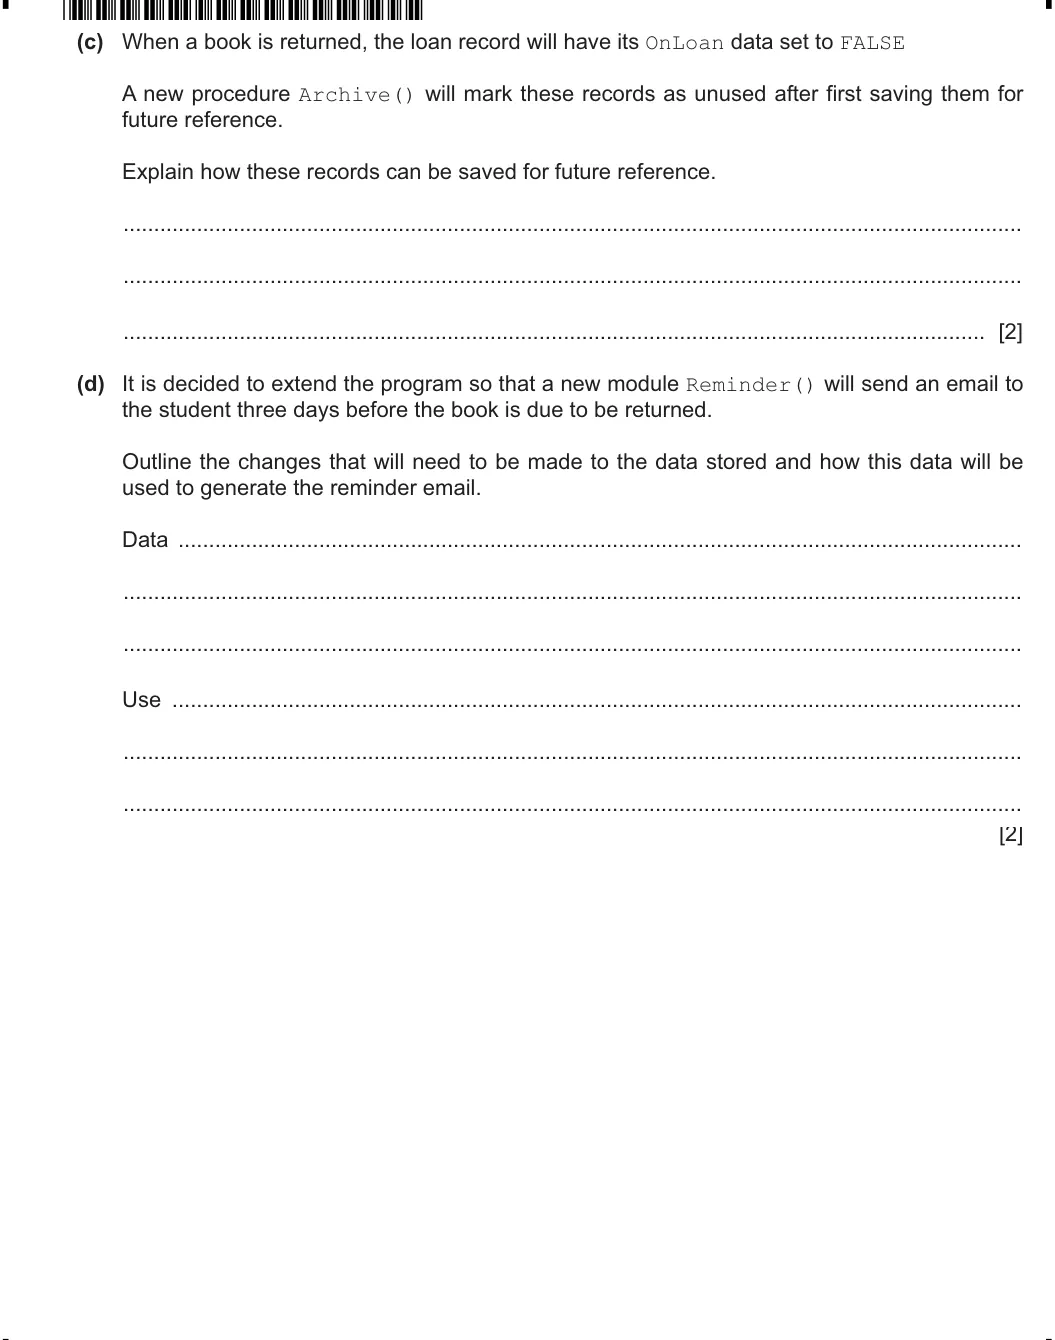 (c) When a book is returned, the loan record will have its OnLoan data set to FALSE
A new procedure Archive() will mark these records as unused after first saving them for
future reference.
Explain how these records can be saved for future reference.
...................................................................................................................................................
...................................................................................................................................................
............................................................................................................................................. [2]
(d) It is decided to extend the program so that a new module Reminder() will send an email to
the student three days before the book is due to be returned.
Outline the changes that will need to be made to the data stored and how this data will be
used to generate the reminder email.
Data ..........................................................................................................................................
...................................................................................................................................................
...................................................................................................................................................
Use ...........................................................................................................................................
...................................................................................................................................................
...................................................................................................................................................
[2]